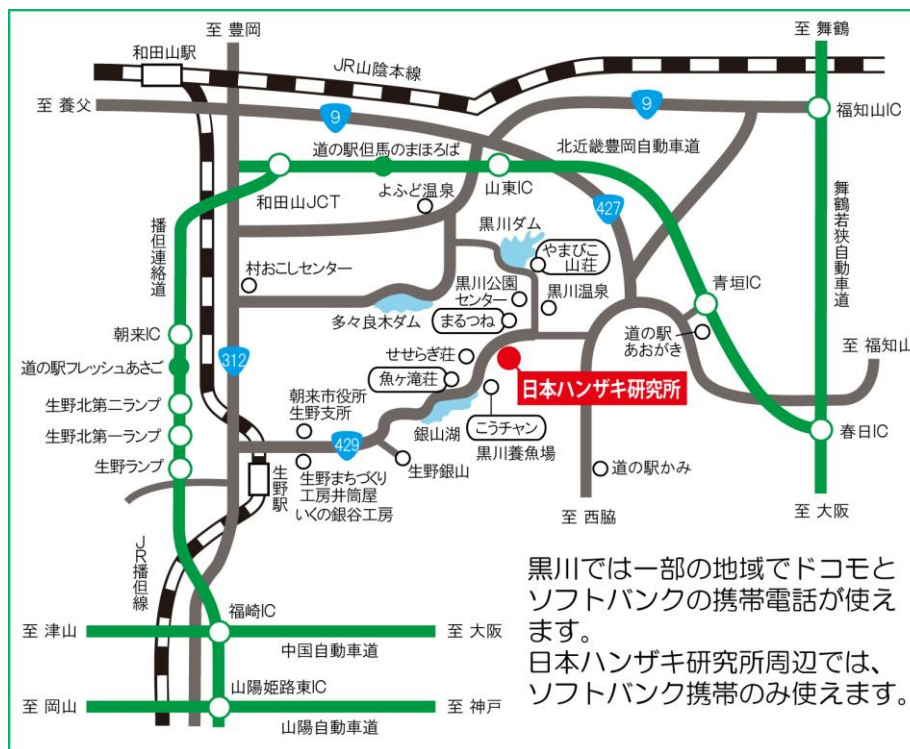 至 豊岡
至 舞鶴
和田山駅
JR山陰本線
至 養父
9
9
福知山IC
道の駅但馬のまほろば
北近畿豊岡自動車道
山東IC
和田山JCT
よふど温泉
427
舞鶴若狭自動車道
播但連絡道
黒川ダム
やまびこ
山荘
村おこしセンター
黒川公園
センター
黒川温泉
青垣IC
多々良木ダム
まるつね
道の駅
あおがき
朝来IC
至 福知山
道の駅フレッシュあさご
312
せせらぎ荘
魚ヶ滝荘
日本ハンザキ研究所
生野北第二ランプ
朝来市役所
生野支所
こうチャン
黒川養魚場
銀山湖
生野北第一ランプ
春日IC
429
生野ランプ
生野駅
生野まちづくり
工房井筒屋
いくの銀谷工房
生野銀山
道の駅かみ
至 西脇
至 大阪
JR播但線
黒川では一部の地域でドコモと
ソフトバンクの携帯電話が使え
ます。
日本ハンザキ研究所周辺では、
ソフトバンク携帯のみ使えます。
福崎IC
至 津山
至 大阪
中国自動車道
山陽姫路東IC
至 岡山
至 神戸
山陽自動車道